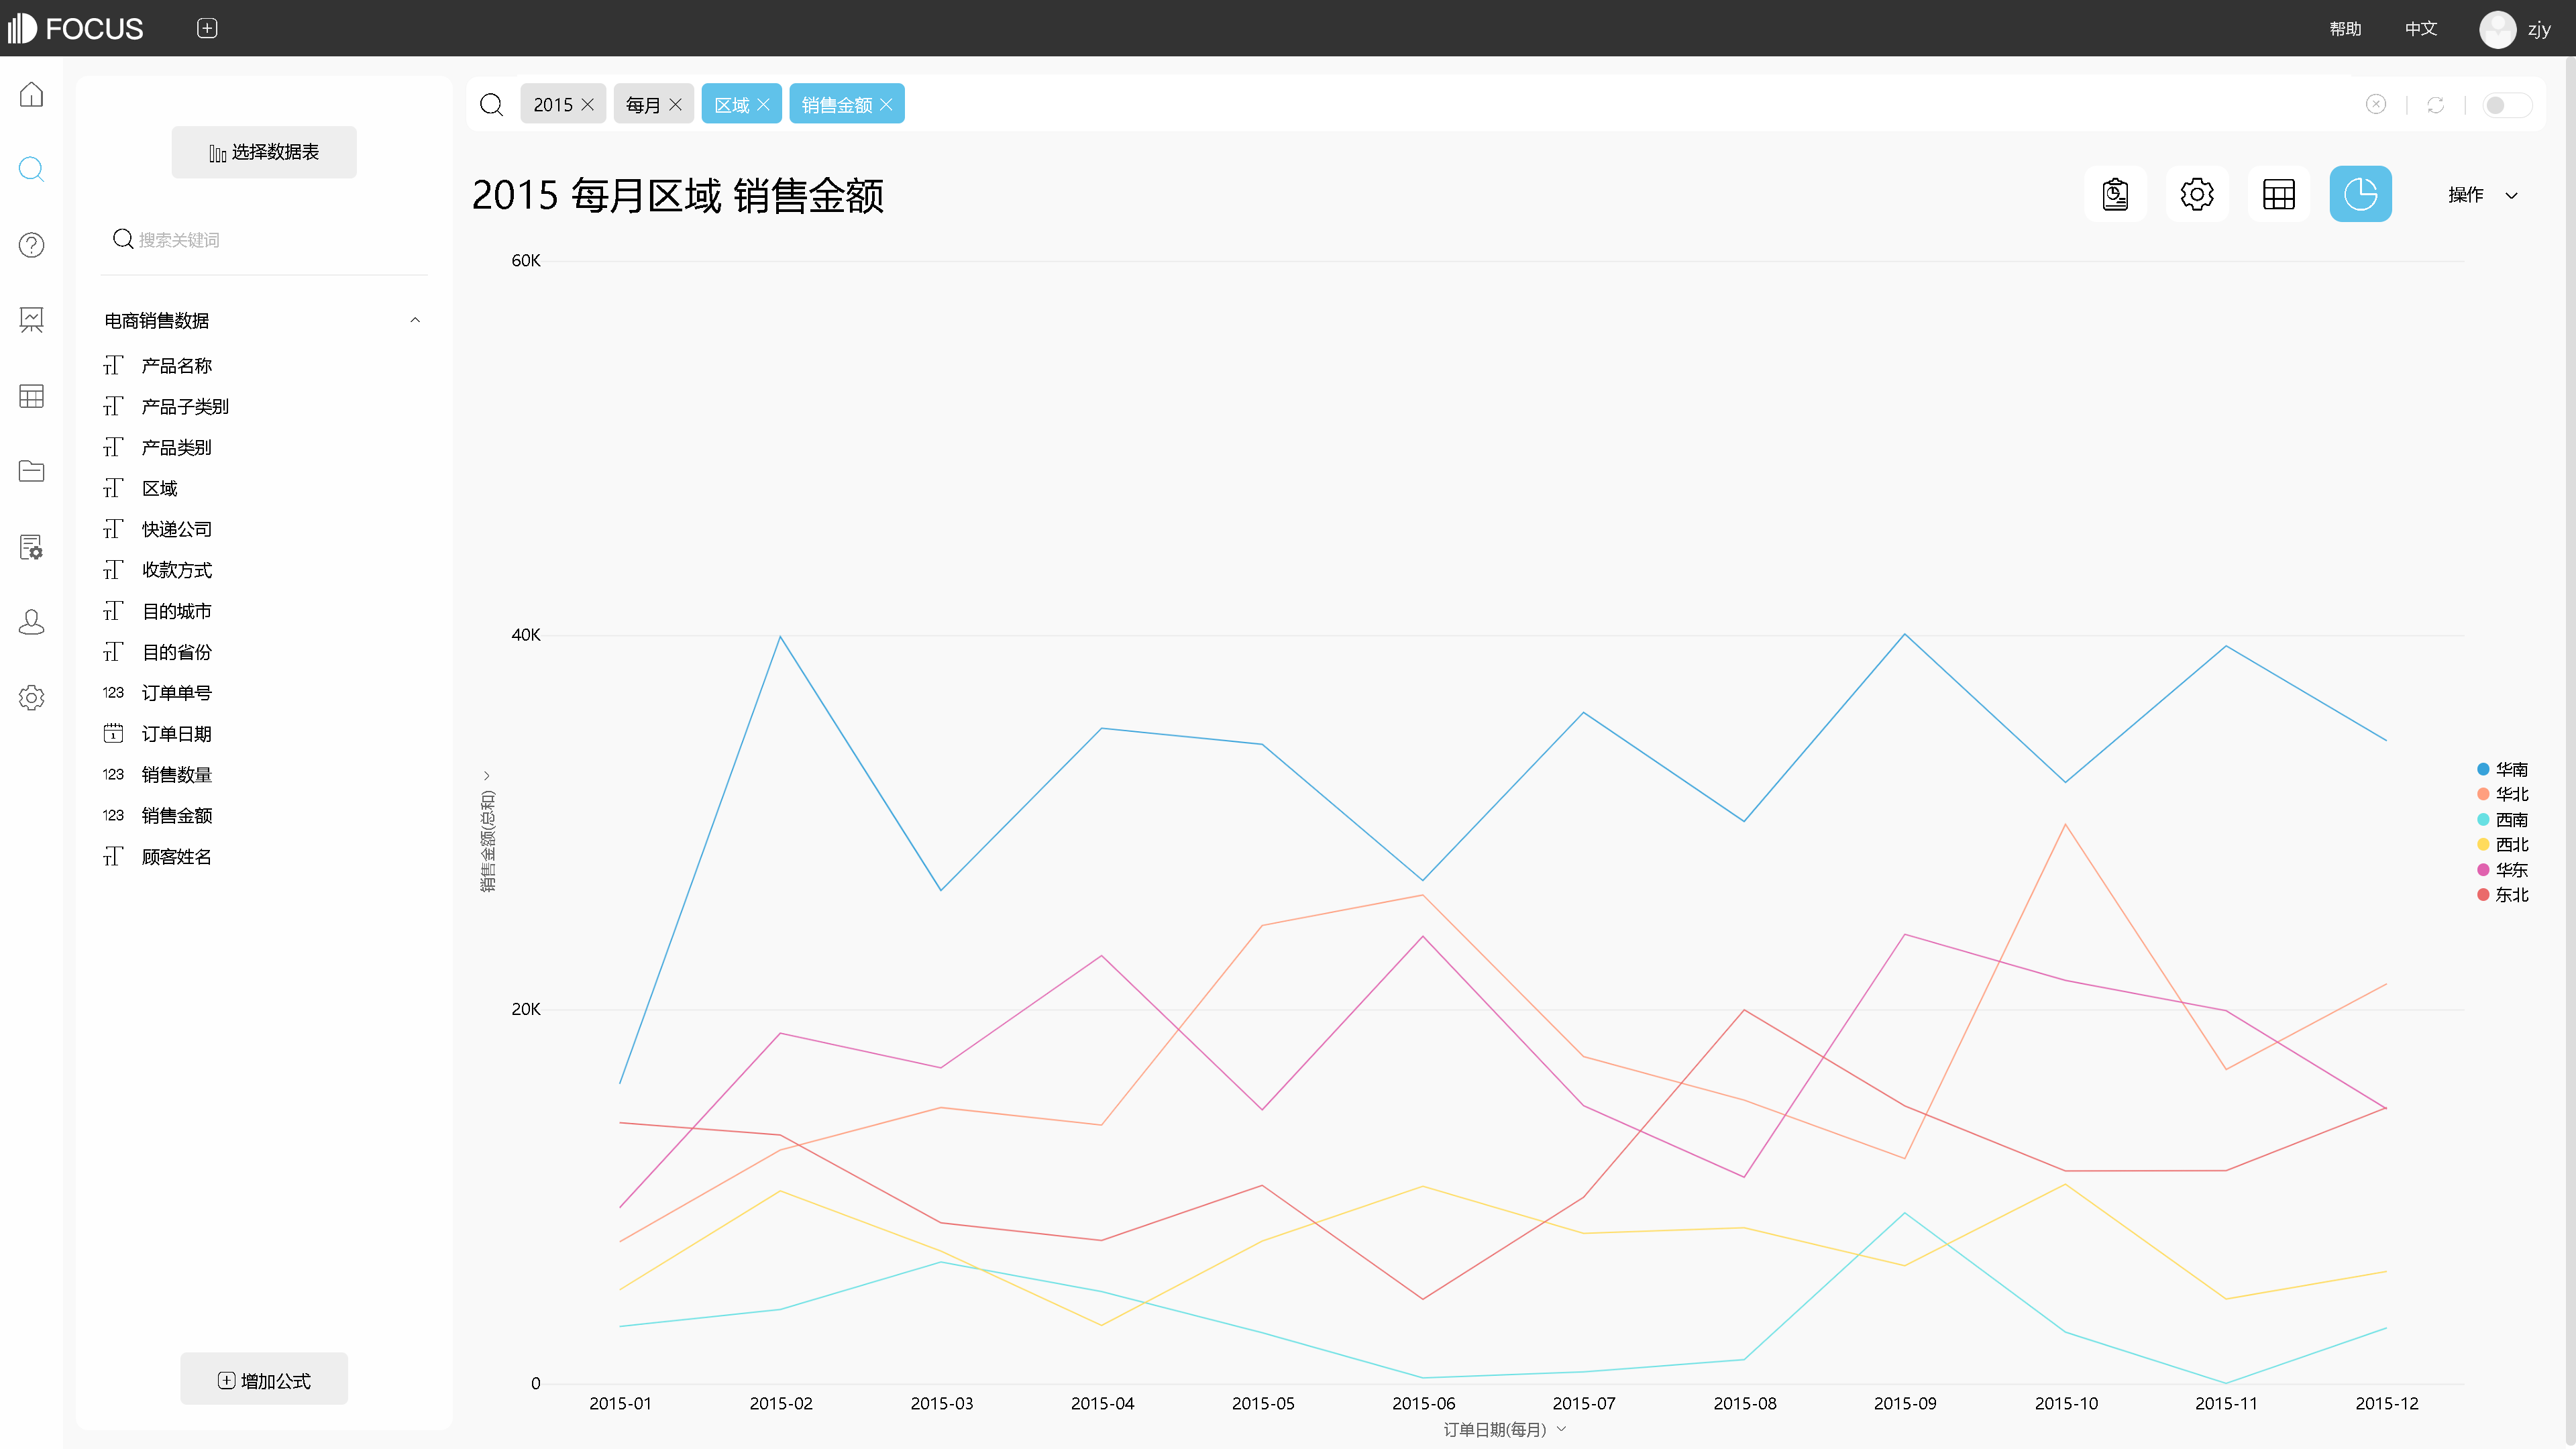 FOCUS
帮助 中文 zjy
选择数据表
搜索关键词
电商销售数据
产品名称
产品子类别
产品类别
区域
快递公司
收款方式
目的城市
目的省份
123 订单单号
1 订单日期
123 销售数量
123 销售金额
顾客姓名
增加公式
2015 每月 区域 销售金额
2015 每月区域 销售金额
操作
60K
40K
20K
0
销售金额(总和)
2015-01 2015-02 2015-03 2015-04 2015-05 2015-06 2015-07 2015-08 2015-09 2015-10 2015-11 2015-12
订单日期(每月)
华南
华北
西南
西北
华东
东北